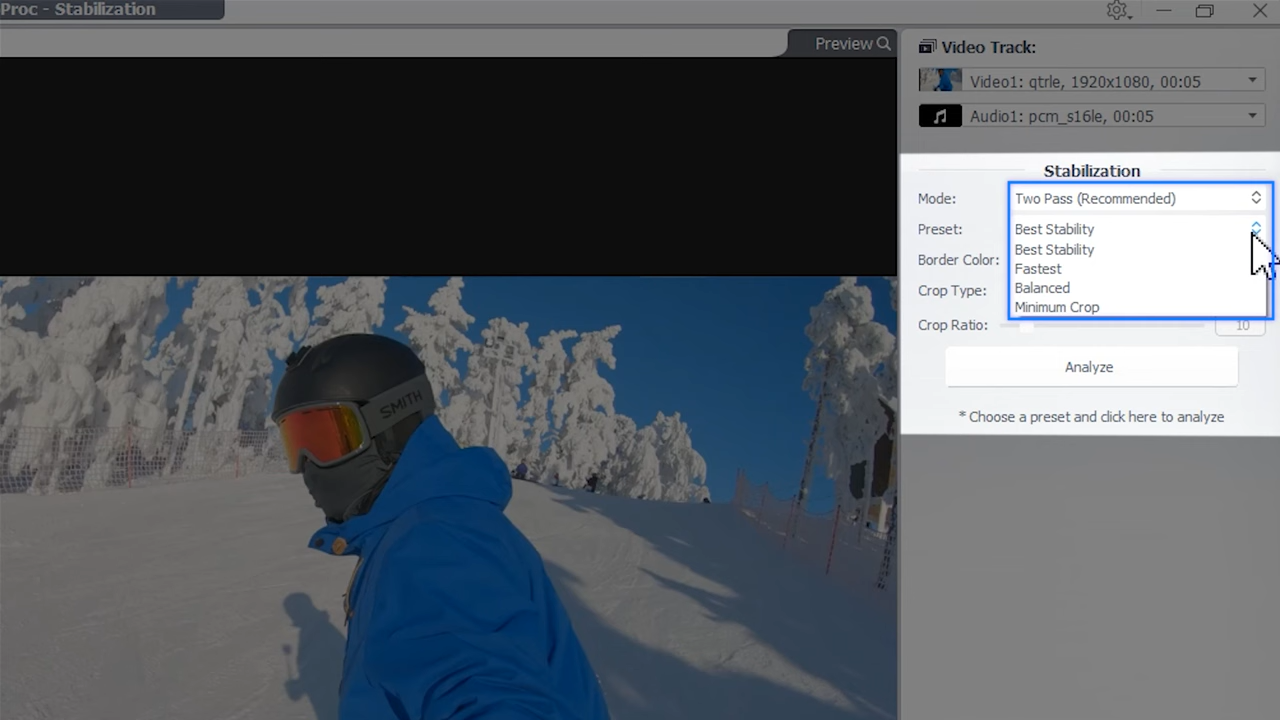 Proc - Stabilization
Preview
Video Track:
Video1: qtrle, 1920x1080, 00:05
Audio1: pcm_s16le, 00:05
Stabilization
Mode: Two Pass (Recommended)
Preset: Best Stability
Best Stability
Border Color:
Fastest
Balanced
Crop Type:
Minimum Crop
Crop Ratio: 10
Analyze
* Choose a preset and click here to analyze
SMITH